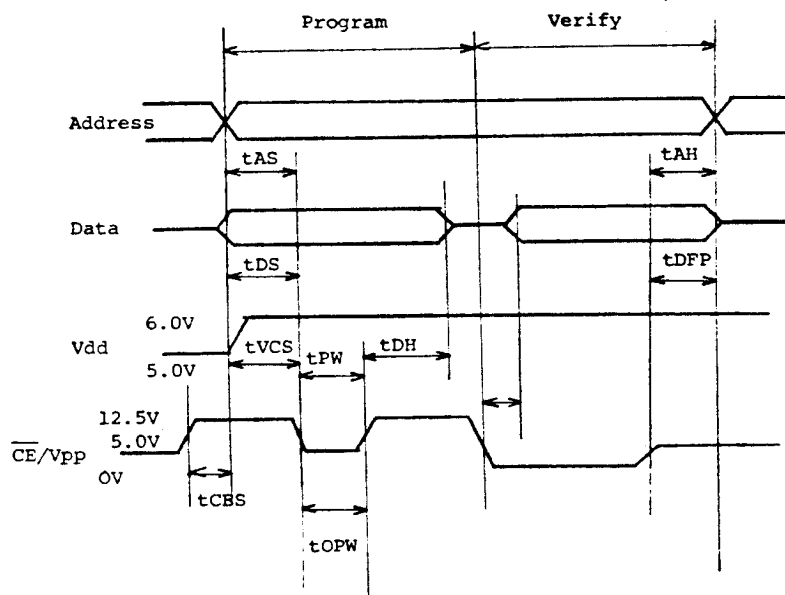 Program Verify
Address
tAS tAH
Data
tDS tDFP
6.0V
Vdd tVCS tPW tDH
5.0V
12.5V
5.0V
CE/Vpp
0V
tCBS
tOPW